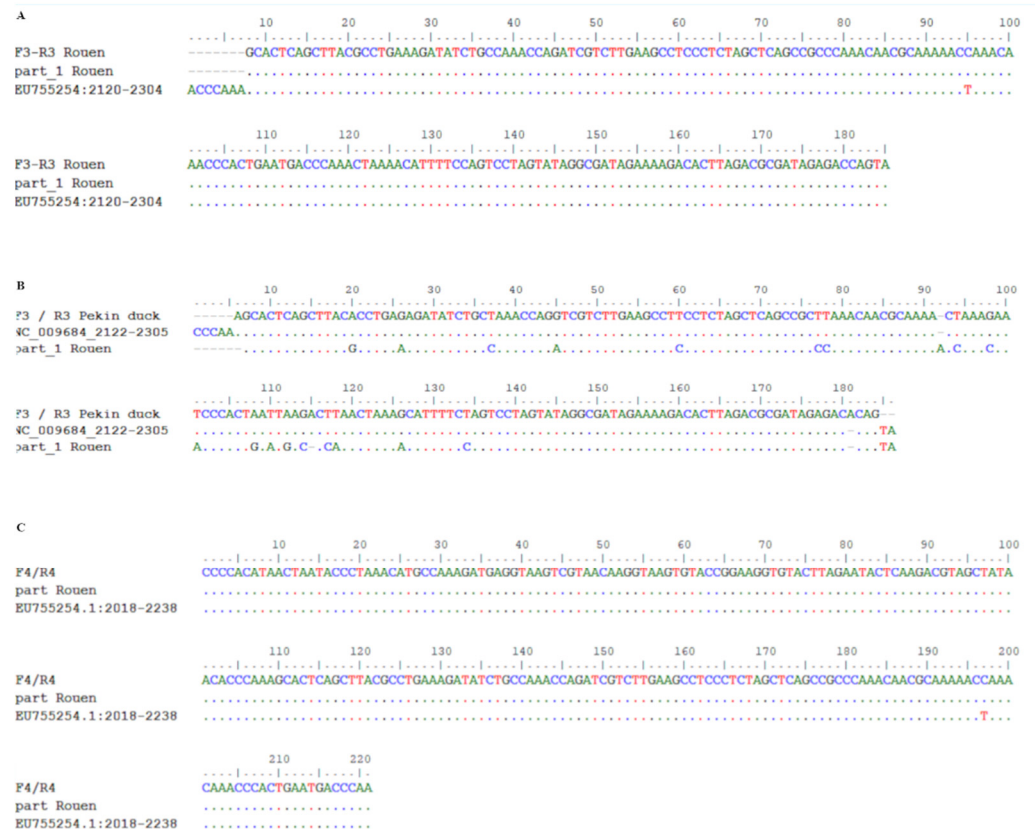 A
10 20 30 40 50 60 70 80 90 100
F3-R3 Rouen -------GCACTCAGCTTACGCCTGAAAGATATCTGCCAAACCAGATCGTCTTGAAGCCTCCCTCTAGCTCAGCCGCCCAAACAACGCAAAAACCAAACA
part_1 Rouen -------.............................................................................................
EU755254:2120-2304 ACCCAAA.......................................................................................T.....
110 120 130 140 150 160 170 180
F3-R3 Rouen AACCCACTGAATGACCCAAACTAAAACATTTTCCAGTCCTAGTATAGGCGATAGAAAAGACACTTAGACGCGATAGAGACCAGTA
part_1 Rouen .....................................................................................
EU755254:2120-2304 .....................................................................................
B
10 20 30 40 50 60 70 80 90 100
F3 / R3 Pekin duck -----AGCACTCAGCTTACACCTGAGAGATATCTGCTAAACCAGGTCGTCTTGAAGCCTTCCTCTAGCTCAGCCGCTTAAACAACGCAAAA-CTAAAGAA
NC_009684_2122-2305 CCCAA......................................................................................-........
part_1 Rouen ------.............G.....A..........C.......A..............C................CC.............A.C...C..
110 120 130 140 150 160 170 180
F3 / R3 Pekin duck TCCCACTAATTAAGACTTAACTAAAGCATTTTCTAGTCCTAGTATAGGCGATAGAAAAGACACTTAGACGCGATAGAGACACAG--
NC_009684_2122-2305 ................................................................................-...TA
part_1 Rouen A......G.A.G.C-.CA.......A.......C..............................................-...TA
C
10 20 30 40 50 60 70 80 90 100
F4/R4 CCCCACATAACTAATACCCTAAACATGCCAAAGATGAGGTAAGTCGTAACAAGGTAAGTGTACCGGAAGGTGTACTTAGAATACTCAAGACGTAGCTATA
part Rouen ....................................................................................................
EU755254.1:2018-2238 ....................................................................................................
110 120 130 140 150 160 170 180 190 200
F4/R4 ACACCCAAAGCACTCAGCTTACGCCTGAAAGATATCTGCCAAACCAGATCGTCTTGAAGCCTCCCTCTAGCTCAGCCGCCCAAACAACGCAAAAACCAAA
part Rouen ....................................................................................................
EU755254.1:2018-2238 ................................................................................................T...
210 220
F4/R4 CAAACCCACTGAATGACCCAA
part Rouen .....................
EU755254.1:2018-2238 .....................